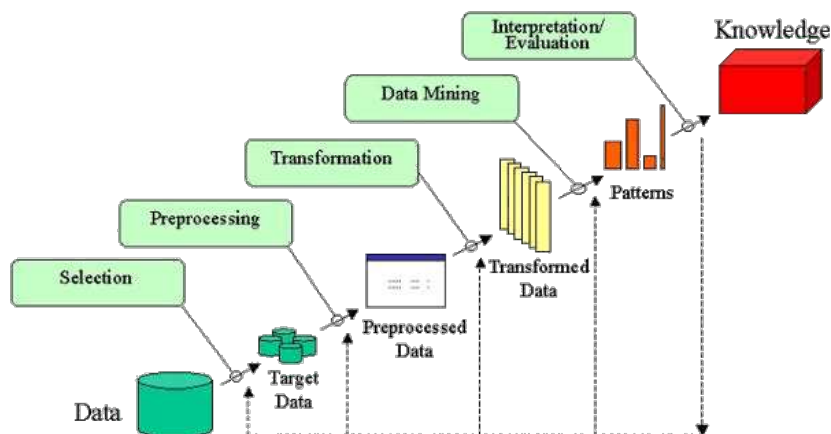 Interpretation/
Evaluation
Knowledge
Data Mining
Transformation
Patterns
Preprocessing
Transformed
Data
Selection
Preprocessed
Data
Target
Data
Data